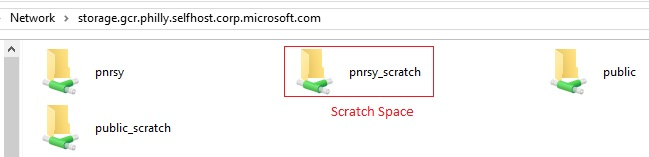 Network > storage.gcr.philly.selfhost.corp.microsoft.com
pnrsy
pnrsy_scratch
public
Scratch Space
public_scratch